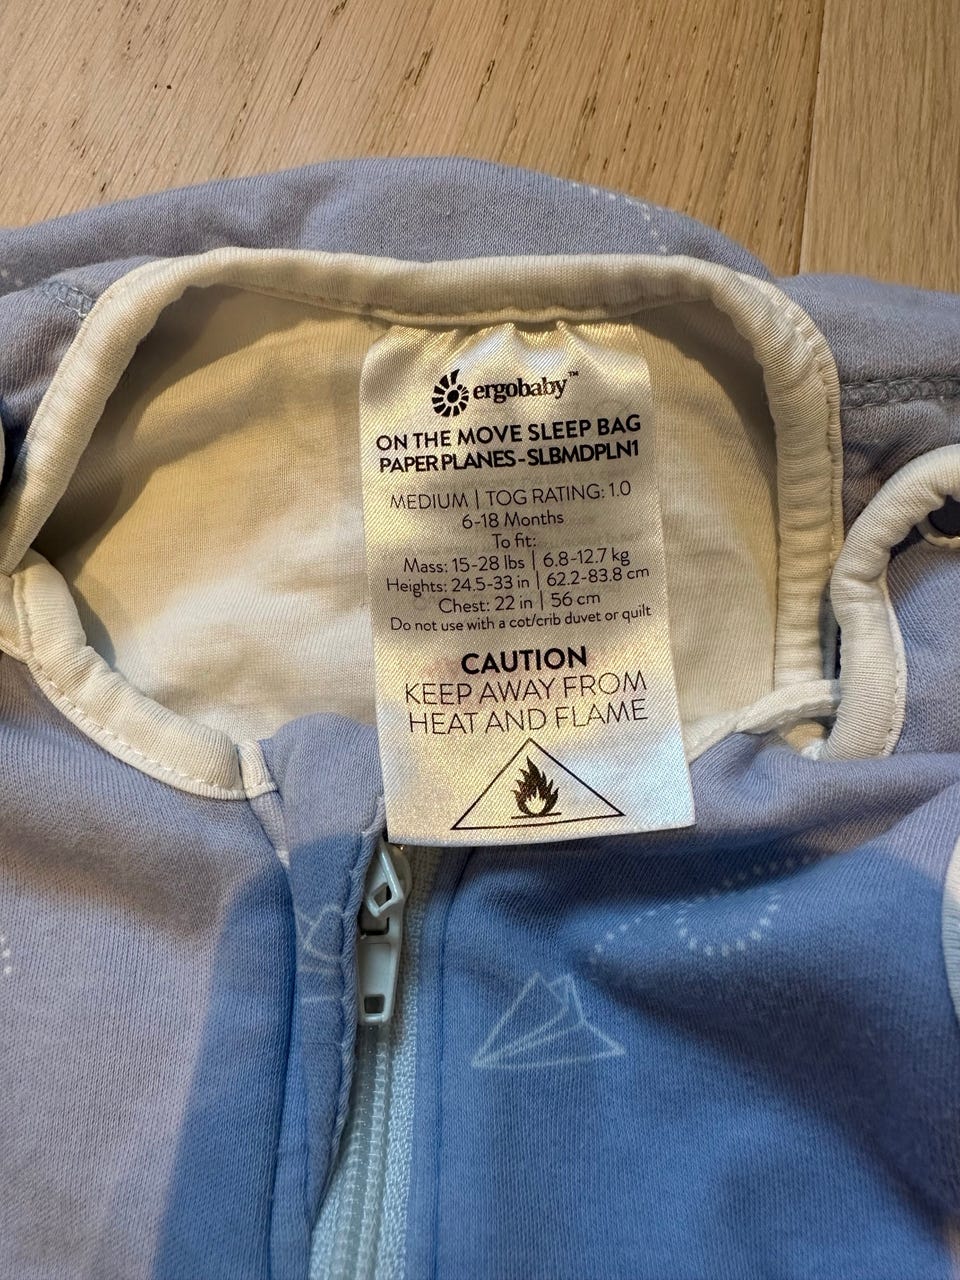 ergobaby™
ON THE MOVE SLEEP BAG
PAPER PLANES - SLBMDPLN1
MEDIUM | TOG RATING: 1.0
6-18 Months
To fit:
Mass: 15-28 lbs | 6.8-12.7 kg
Heights: 24.5-33 in | 62.2-83.8 cm
Chest: 22 in | 56 cm
Do not use with a cot/crib duvet or quilt
CAUTION
KEEP AWAY FROM
HEAT AND FLAME